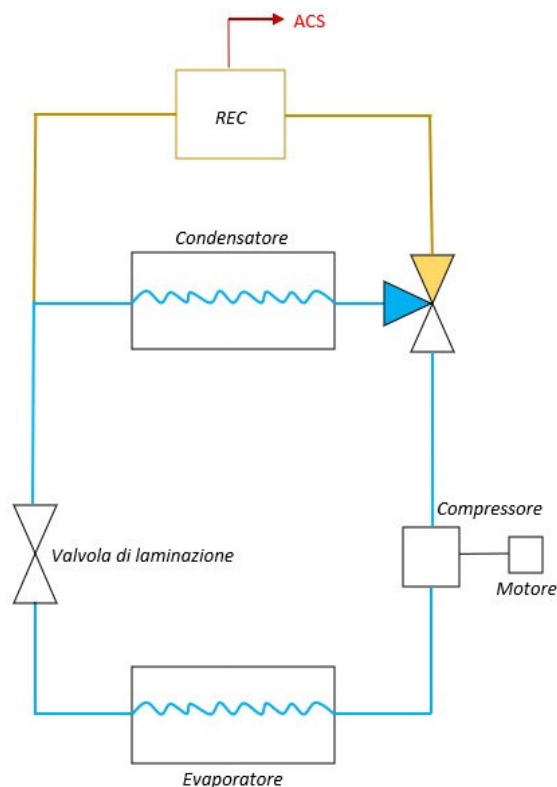 ACS
REC
Condensatore
Compressore
Valvola di laminazione
Motore
Evaporatore